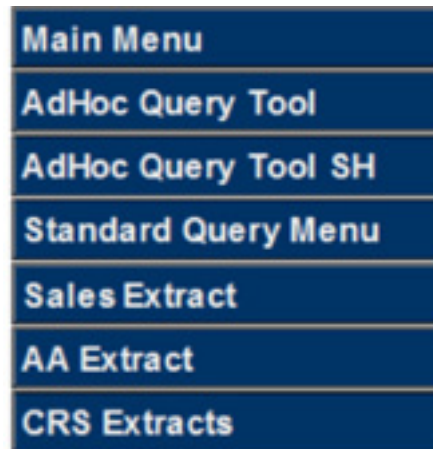 Main Menu
AdHoc Query Tool
AdHoc Query Tool SH
Standard Query Menu
Sales Extract
AA Extract
CRS Extracts